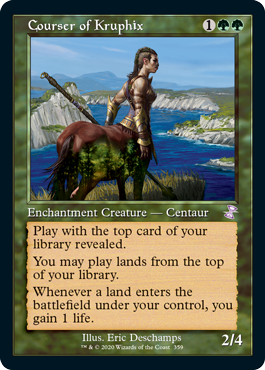 Courser of Kruphix 1
Enchantment Creature — Centaur
Play with the top card of your
library revealed.
You may play lands from the top
of your library.
Whenever a land enters the
battlefield under your control, you
gain 1 life.
Illus. Eric Deschamps
™ & © 2020 Wizards of the Coast 359
2/4